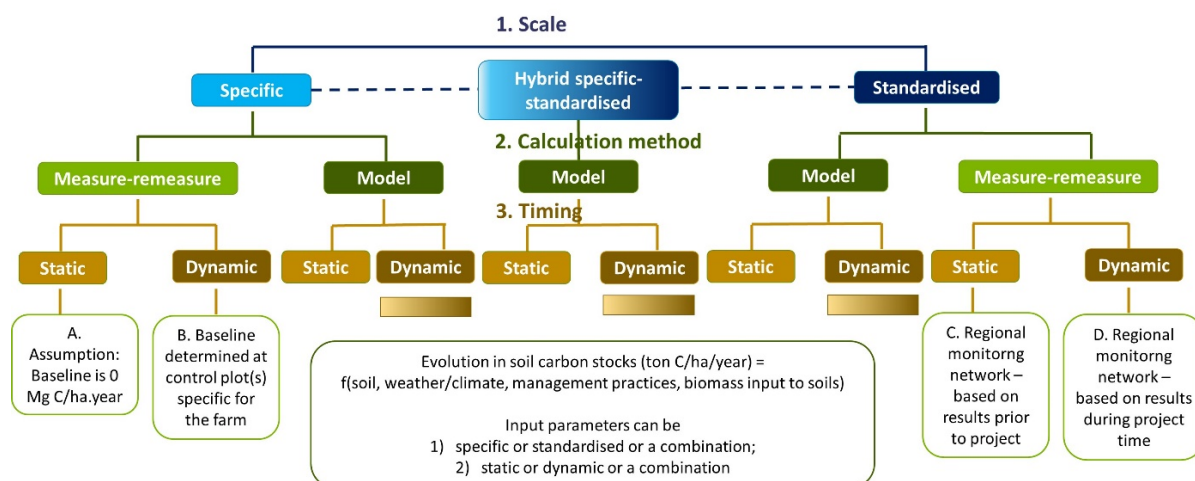 1. Scale
Specific
Hybrid specific-
standardised
Standardised
2. Calculation method
Measure-remeasure
Model
Model
Model
Measure-remeasure
3. Timing
Static
Dynamic
Static
Dynamic
Static
Dynamic
Static
Dynamic
Static
Dynamic
A.
Assumption:
Baseline is 0
Mg C/ha.year
B. Baseline
determined at
control plot(s)
specific for
the farm
Evolution in soil carbon stocks (ton C/ha/year) =
f(soil, weather/climate, management practices, biomass input to soils)
Input parameters can be
1) specific or standardised or a combination;
2) static or dynamic or a combination
C. Regional
monitorng
network –
based on
results prior
to project
D. Regional
monitorng
network –
based on results
during project
time